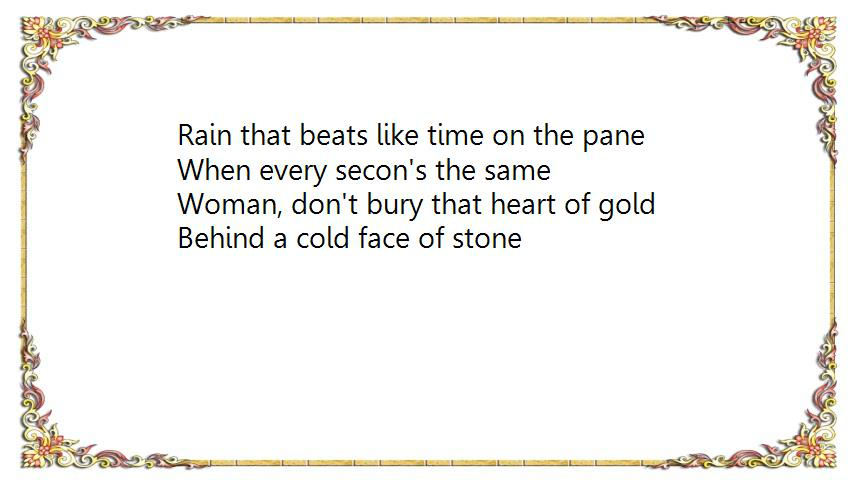 Rain that beats like time on the pane
When every secon's the same
Woman, don't bury that heart of gold
Behind a cold face of stone